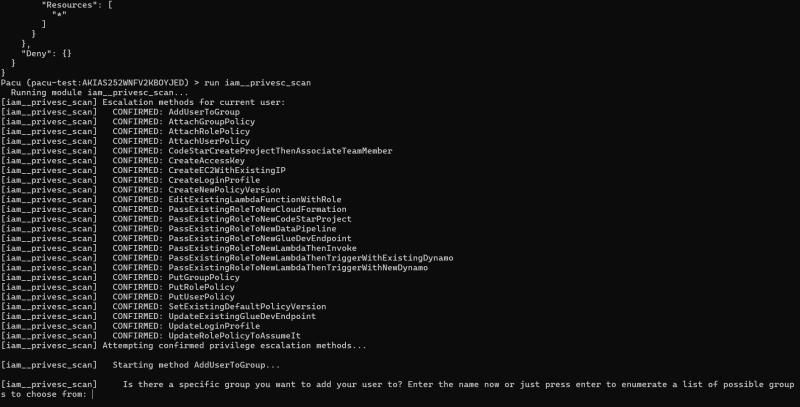 "Resources": [
"*"
]
}
},
"Deny": {}
}
}
Pacu (pacu-test:AKIAS252WNFV2KBOYJED) > run iam__privesc_scan
Running module iam__privesc_scan...
[iam__privesc_scan] Escalation methods for current user:
[iam__privesc_scan] CONFIRMED: AddUserToGroup
[iam__privesc_scan] CONFIRMED: AttachGroupPolicy
[iam__privesc_scan] CONFIRMED: AttachRolePolicy
[iam__privesc_scan] CONFIRMED: AttachUserPolicy
[iam__privesc_scan] CONFIRMED: CodeStarCreateProjectThenAssociateTeamMember
[iam__privesc_scan] CONFIRMED: CreateAccessKey
[iam__privesc_scan] CONFIRMED: CreateEC2WithExistingIP
[iam__privesc_scan] CONFIRMED: CreateLoginProfile
[iam__privesc_scan] CONFIRMED: CreateNewPolicyVersion
[iam__privesc_scan] CONFIRMED: EditExistingLambdaFunctionWithRole
[iam__privesc_scan] CONFIRMED: PassExistingRoleToNewCloudFormation
[iam__privesc_scan] CONFIRMED: PassExistingRoleToNewCodeStarProject
[iam__privesc_scan] CONFIRMED: PassExistingRoleToNewDataPipeline
[iam__privesc_scan] CONFIRMED: PassExistingRoleToNewGlueDevEndpoint
[iam__privesc_scan] CONFIRMED: PassExistingRoleToNewLambdaThenInvoke
[iam__privesc_scan] CONFIRMED: PassExistingRoleToNewLambdaThenTriggerWithExistingDynamo
[iam__privesc_scan] CONFIRMED: PassExistingRoleToNewLambdaThenTriggerWithNewDynamo
[iam__privesc_scan] CONFIRMED: PutGroupPolicy
[iam__privesc_scan] CONFIRMED: PutRolePolicy
[iam__privesc_scan] CONFIRMED: PutUserPolicy
[iam__privesc_scan] CONFIRMED: SetExistingDefaultPolicyVersion
[iam__privesc_scan] CONFIRMED: UpdateExistingGlueDevEndpoint
[iam__privesc_scan] CONFIRMED: UpdateLoginProfile
[iam__privesc_scan] CONFIRMED: UpdateRolePolicyToAssumeIt
[iam__privesc_scan] Attempting confirmed privilege escalation methods...
[iam__privesc_scan] Starting method AddUserToGroup...
[iam__privesc_scan] Is there a specific group you want to add your user to? Enter the name now or just press enter to enumerate a list of possible group
s to choose from: